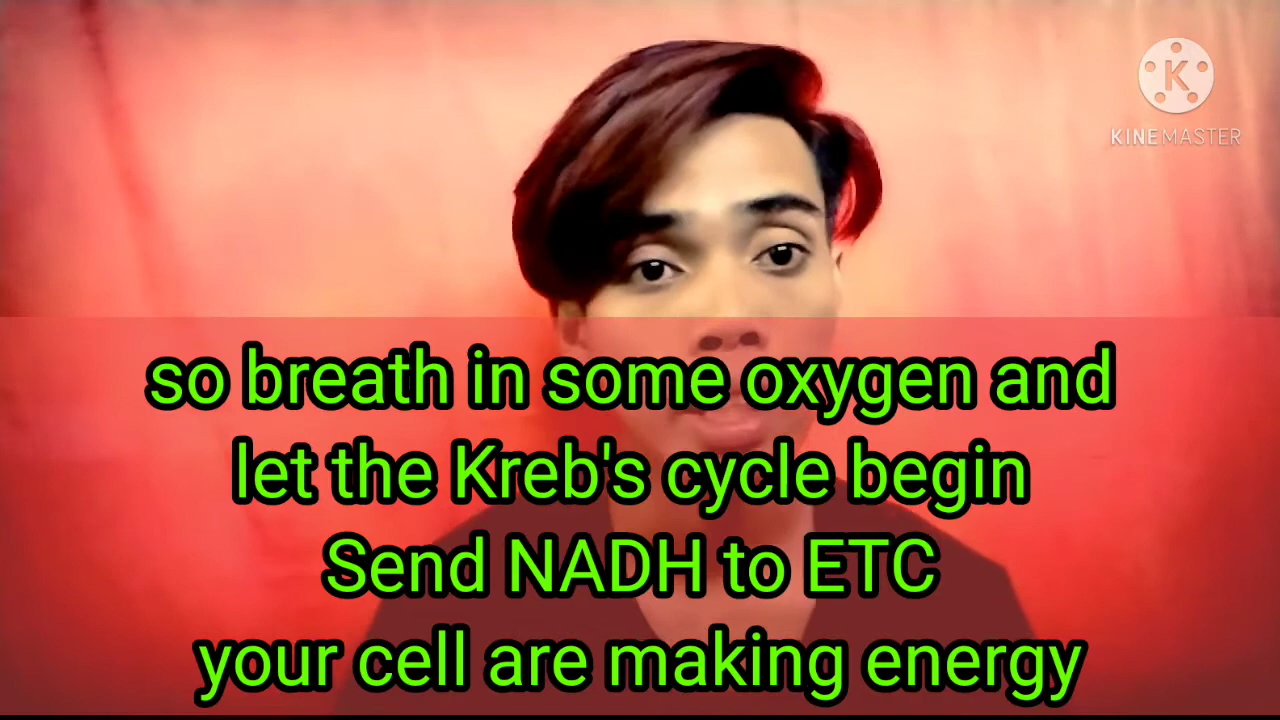 K
KINEMASTER
so breath in some oxygen and
let the Kreb's cycle begin
Send NADH to ETC
your cell are making energy